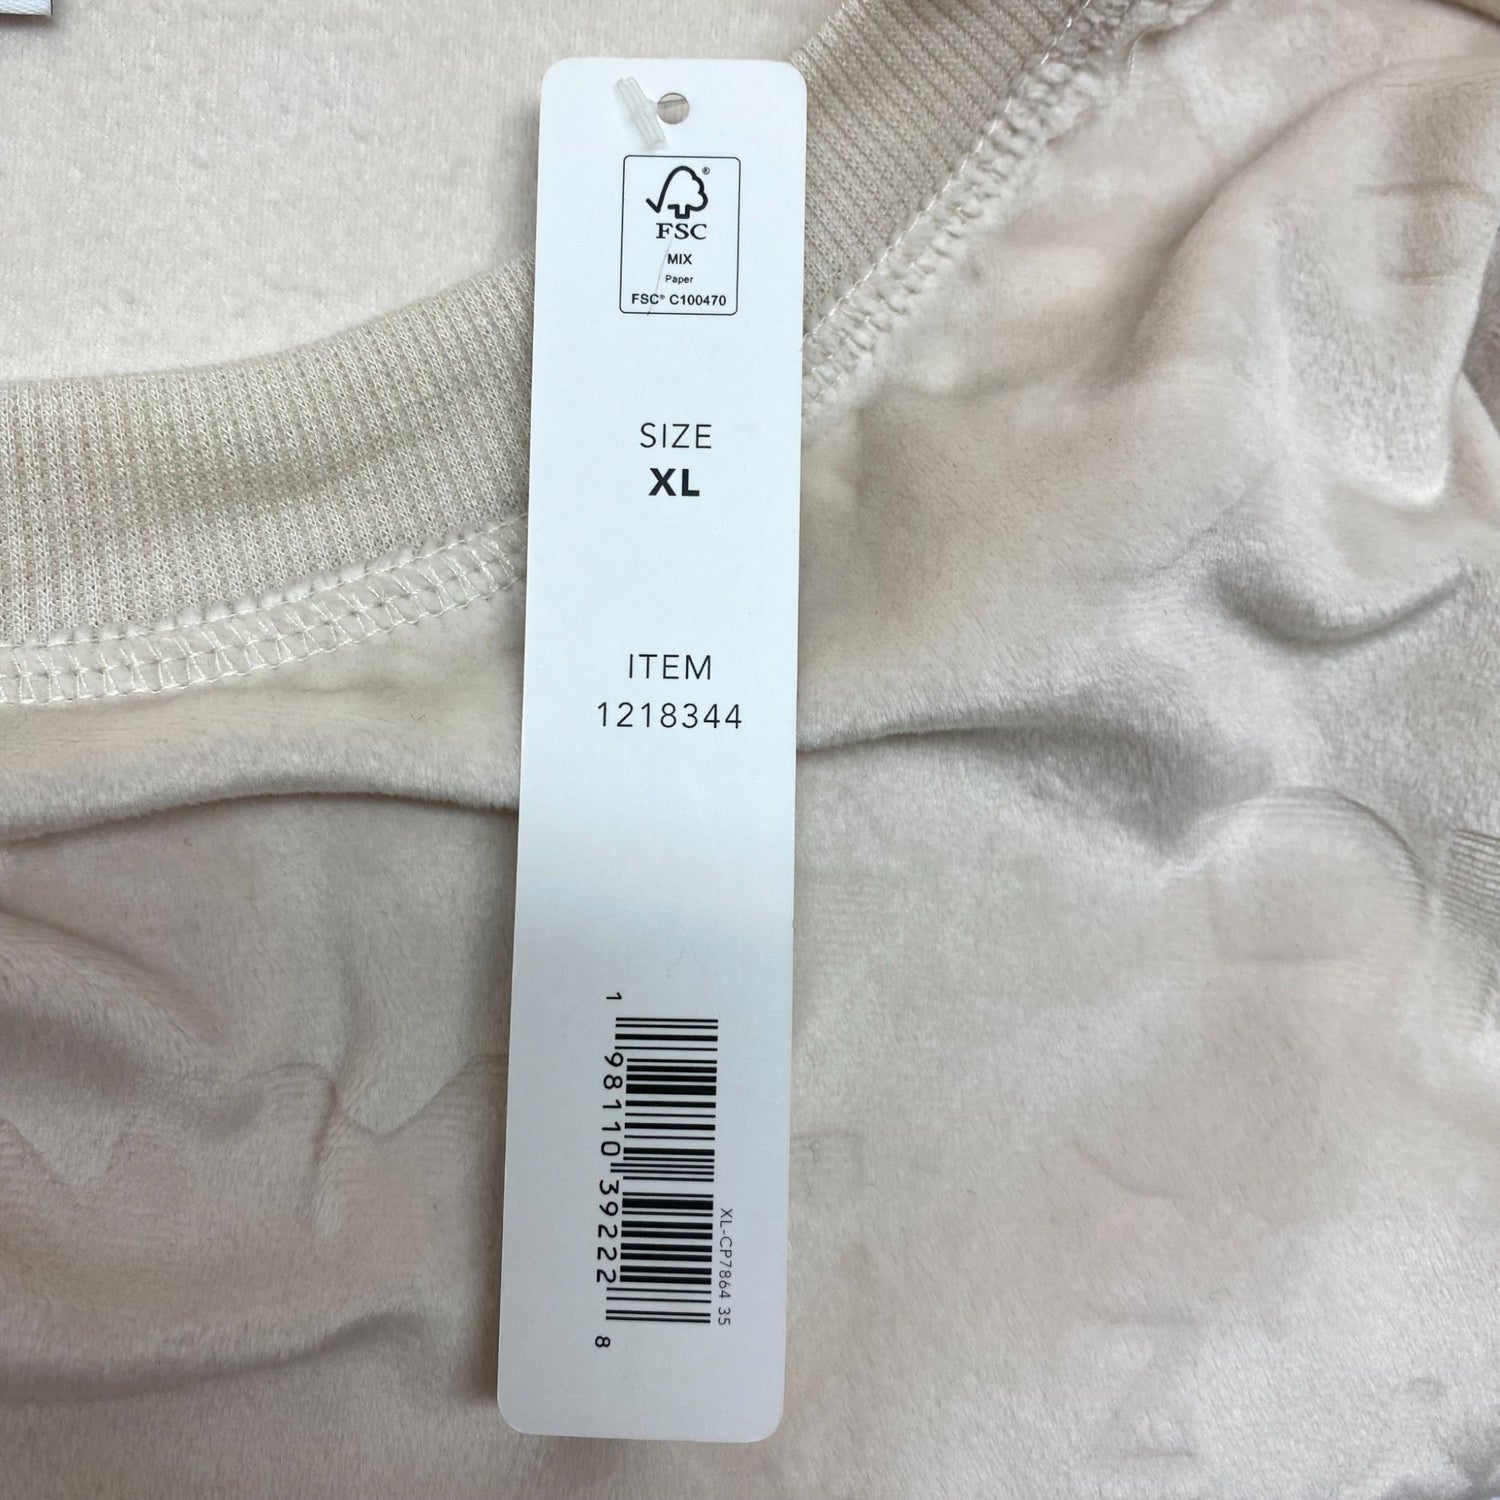 FSC®
MIX
Paper
FSC® C100470
SIZE
XL
ITEM
1218344
1 98110 39222 8
XL-CP7864 35